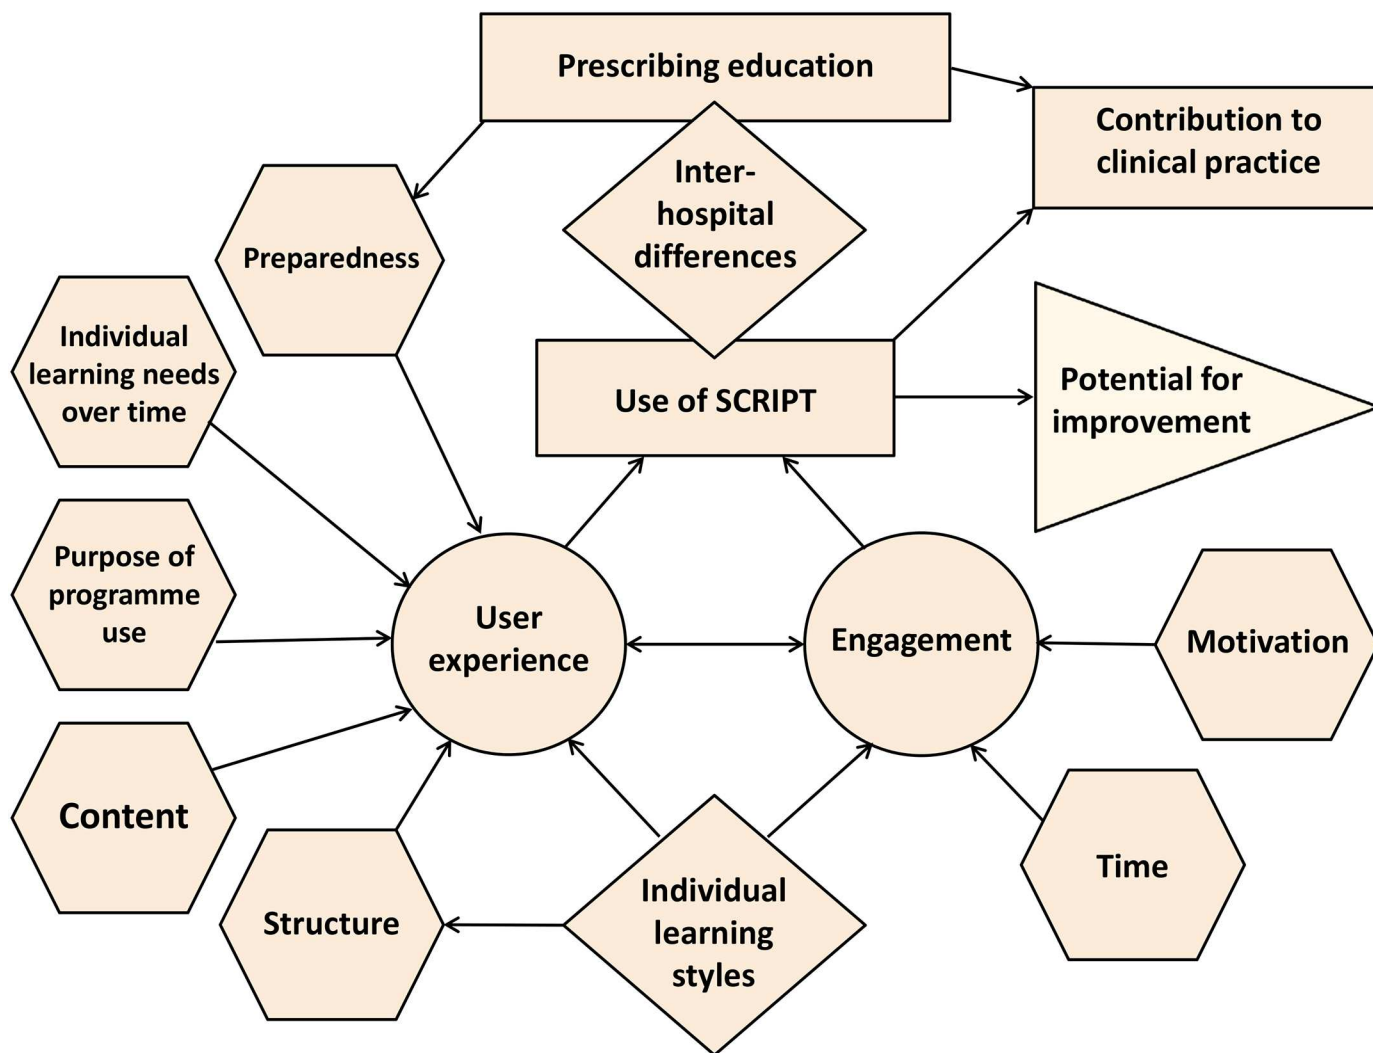 Prescribing education
Contribution to
clinical practice
Inter-
hospital
differences
Preparedness
Individual
learning needs
over time
Use of SCRIPT
Potential for
improvement
Purpose of
programme
use
User
experience
Engagement
Motivation
Content
Structure
Individual
learning
styles
Time